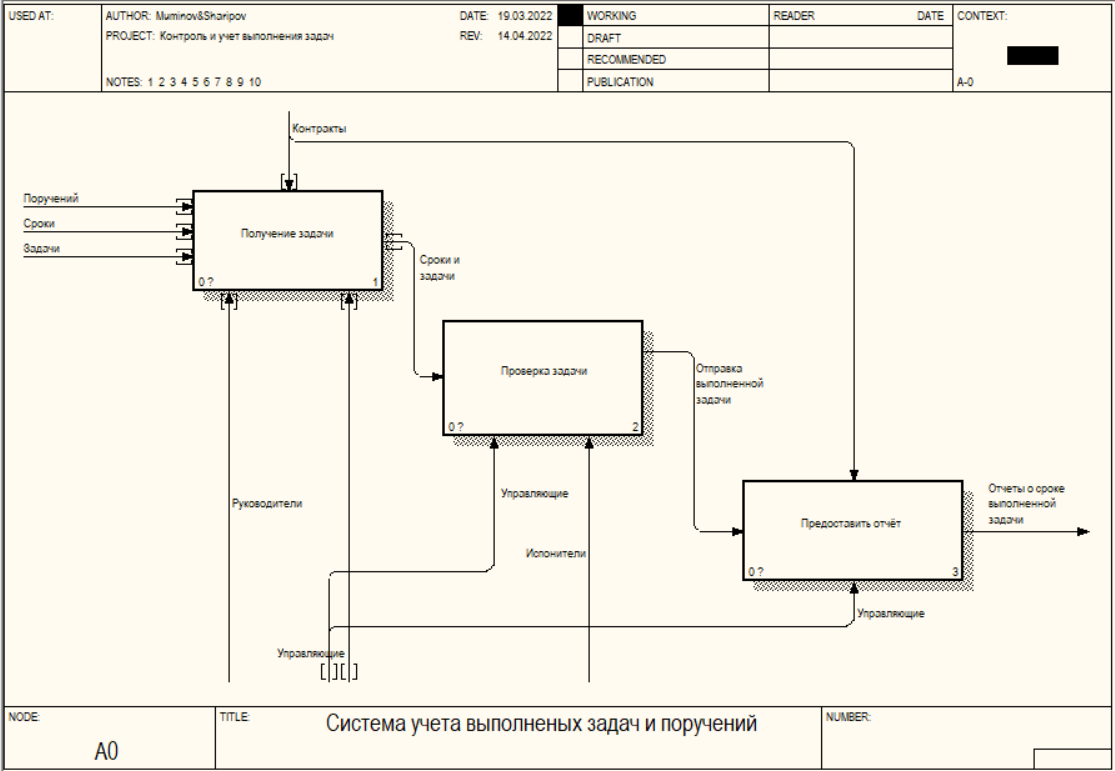 USED AT:
AUTHOR: Muminov&Sharipov
DATE: 19.03.2022
WORKING
READER
DATE
CONTEXT:
PROJECT: Контроль и учет выполнения задач
REV: 14.04.2022
DRAFT
RECOMMENDED
NOTES: 1 2 3 4 5 6 7 8 9 10
PUBLICATION
A-0
Контракты
Поручений
Сроки
Задачи
Получение задачи
0 ?
1
Сроки и
задачи
Проверка задачи
0 ?
2
Отправка
выполненной
задачи
Руководители
Управляющие
Испонители
Предоставить отчёт
0 ?
3
Отчеты о сроке
выполненной
задачи
Управляющие
Управляющие
NODE:
A0
TITLE:
Система учета выполненых задач и поручений
NUMBER: